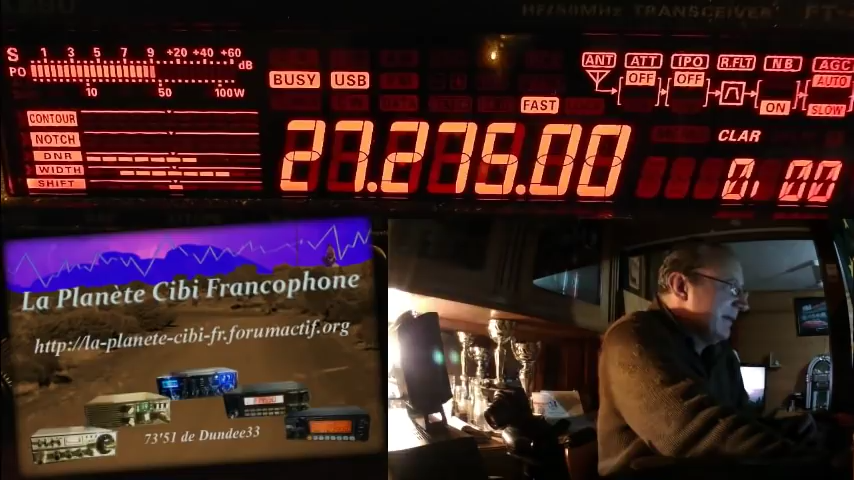 HF/50MHz TRANSCEIVER FT-
S 1 3 5 7 9 +20 +40 +60 dB
PO 10 50 100W
BUSY USB
FAST
ANT ATT IPO R.FLT NB AGC
OFF OFF ON AUTO
SLOW
CONTOUR
NOTCH
DNR
WIDTH
SHIFT
27.275.00
CLAR
0.00
La Planète Cibi Francophone
http://la-planete-cibi-fr.forumactif.org
73'51 de Dundee33